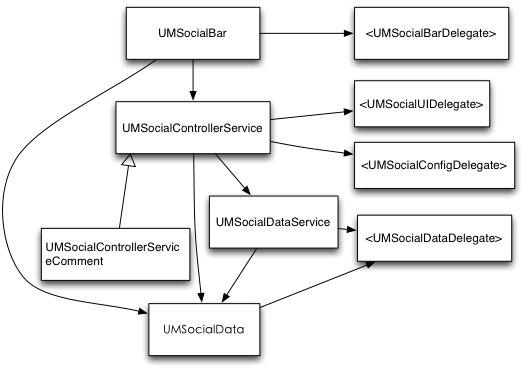 UMSocialBar
<UMSocialBarDelegate>
<UMSocialUIDelegate>
UMSocialControllerService
<UMSocialConfigDelegate>
UMSocialDataService
<UMSocialDataDelegate>
UMSocialControllerServic
eComment
UMSocialData